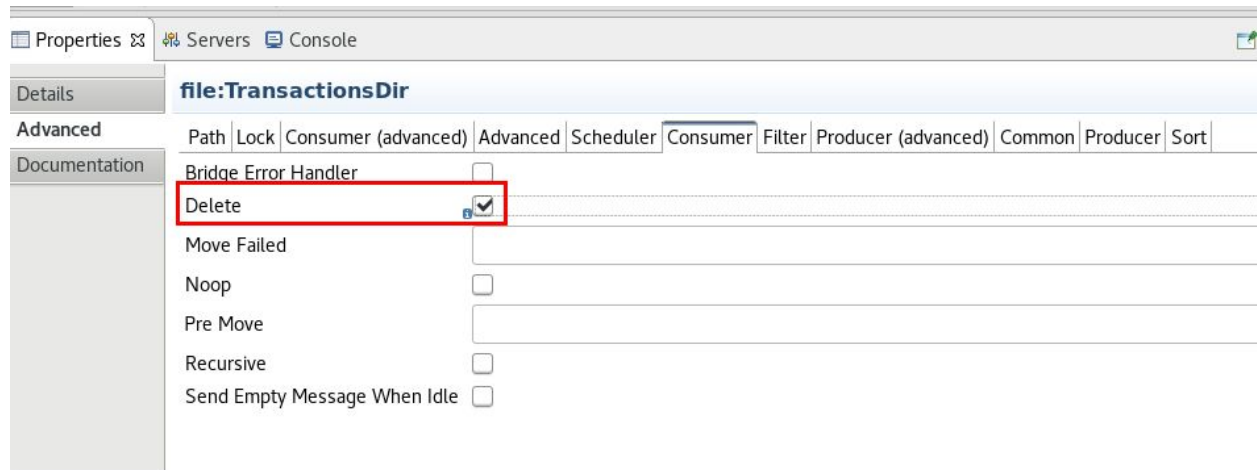 Properties Servers Console
Details
file:TransactionsDir
Advanced
Path Lock Consumer (advanced) Advanced Scheduler Consumer Filter Producer (advanced) Common Producer Sort
Documentation
Bridge Error Handler
Delete
Move Failed
Noop
Pre Move
Recursive
Send Empty Message When Idle